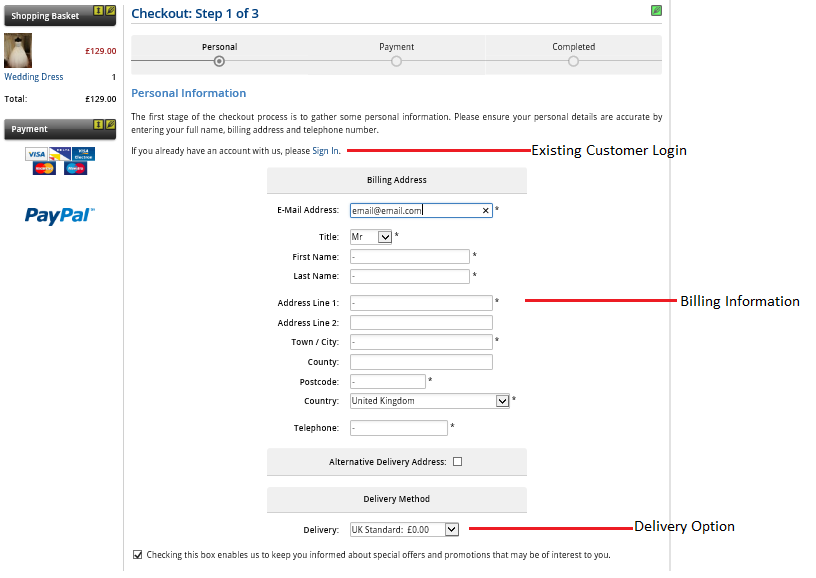 Shopping Basket
£129.00
Wedding Dress 1
Total: £129.00
Payment
VISA DELTA VISA Electron
Maestro
PayPal
Checkout: Step 1 of 3
Personal Payment Completed
Personal Information
The first stage of the checkout process is to gather some personal information. Please ensure your personal details are accurate by
entering your full name, billing address and telephone number.
If you already have an account with us, please Sign In. Existing Customer Login
Billing Address
E-Mail Address: email@email.com *
Title: Mr *
First Name: - *
Last Name: - *
Address Line 1: - * Billing Information
Address Line 2:
Town / City: - *
County:
Postcode: - *
Country: United Kingdom *
Telephone: - *
Alternative Delivery Address:
Delivery Method
Delivery: UK Standard: £0.00 Delivery Option
Checking this box enables us to keep you informed about special offers and promotions that may be of interest to you.